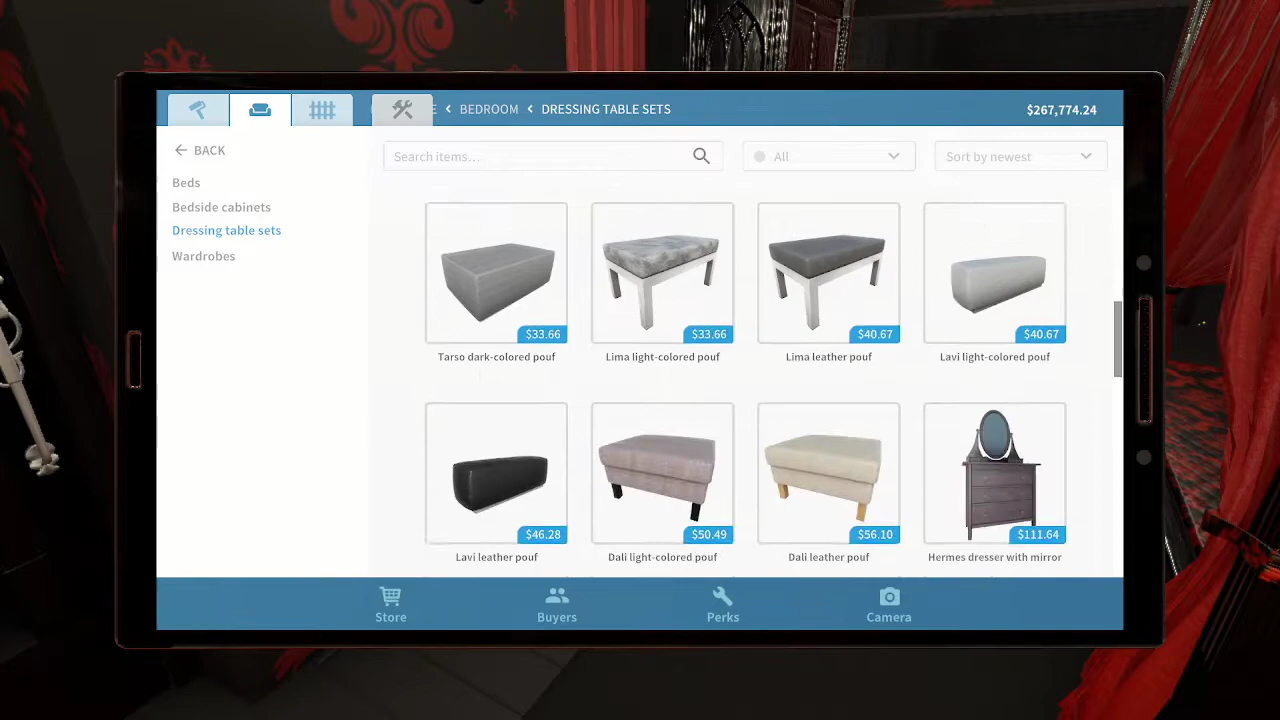 E < BEDROOM < DRESSING TABLE SETS
$267,774.24
BACK
Beds
Bedside cabinets
Dressing table sets
Wardrobes
Search items...
All
Sort by newest
$33.66
$33.66
$40.67
$40.67
Tarso dark-colored pouf
Lima light-colored pouf
Lima leather pouf
Lavi light-colored pouf
$46.28
$50.49
$56.10
$111.64
Lavi leather pouf
Dali light-colored pouf
Dali leather pouf
Hermes dresser with mirror
Store
Buyers
Perks
Camera